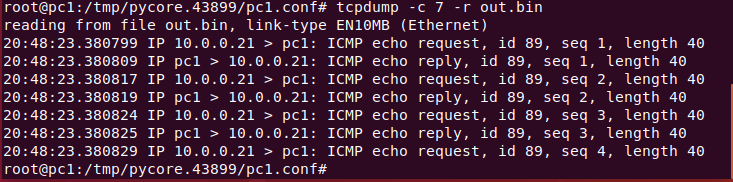 root@pc1:/tmp/pycore.43899/pc1.conf# tcpdump -c 7 -r out.bin
reading from file out.bin, link-type EN10MB (Ethernet)
20:48:23.380799 IP 10.0.0.21 > pc1: ICMP echo request, id 89, seq 1, length 40
20:48:23.380809 IP pc1 > 10.0.0.21: ICMP echo reply, id 89, seq 1, length 40
20:48:23.380817 IP 10.0.0.21 > pc1: ICMP echo request, id 89, seq 2, length 40
20:48:23.380819 IP pc1 > 10.0.0.21: ICMP echo reply, id 89, seq 2, length 40
20:48:23.380824 IP 10.0.0.21 > pc1: ICMP echo request, id 89, seq 3, length 40
20:48:23.380825 IP pc1 > 10.0.0.21: ICMP echo reply, id 89, seq 3, length 40
20:48:23.380829 IP 10.0.0.21 > pc1: ICMP echo request, id 89, seq 4, length 40
root@pc1:/tmp/pycore.43899/pc1.conf#